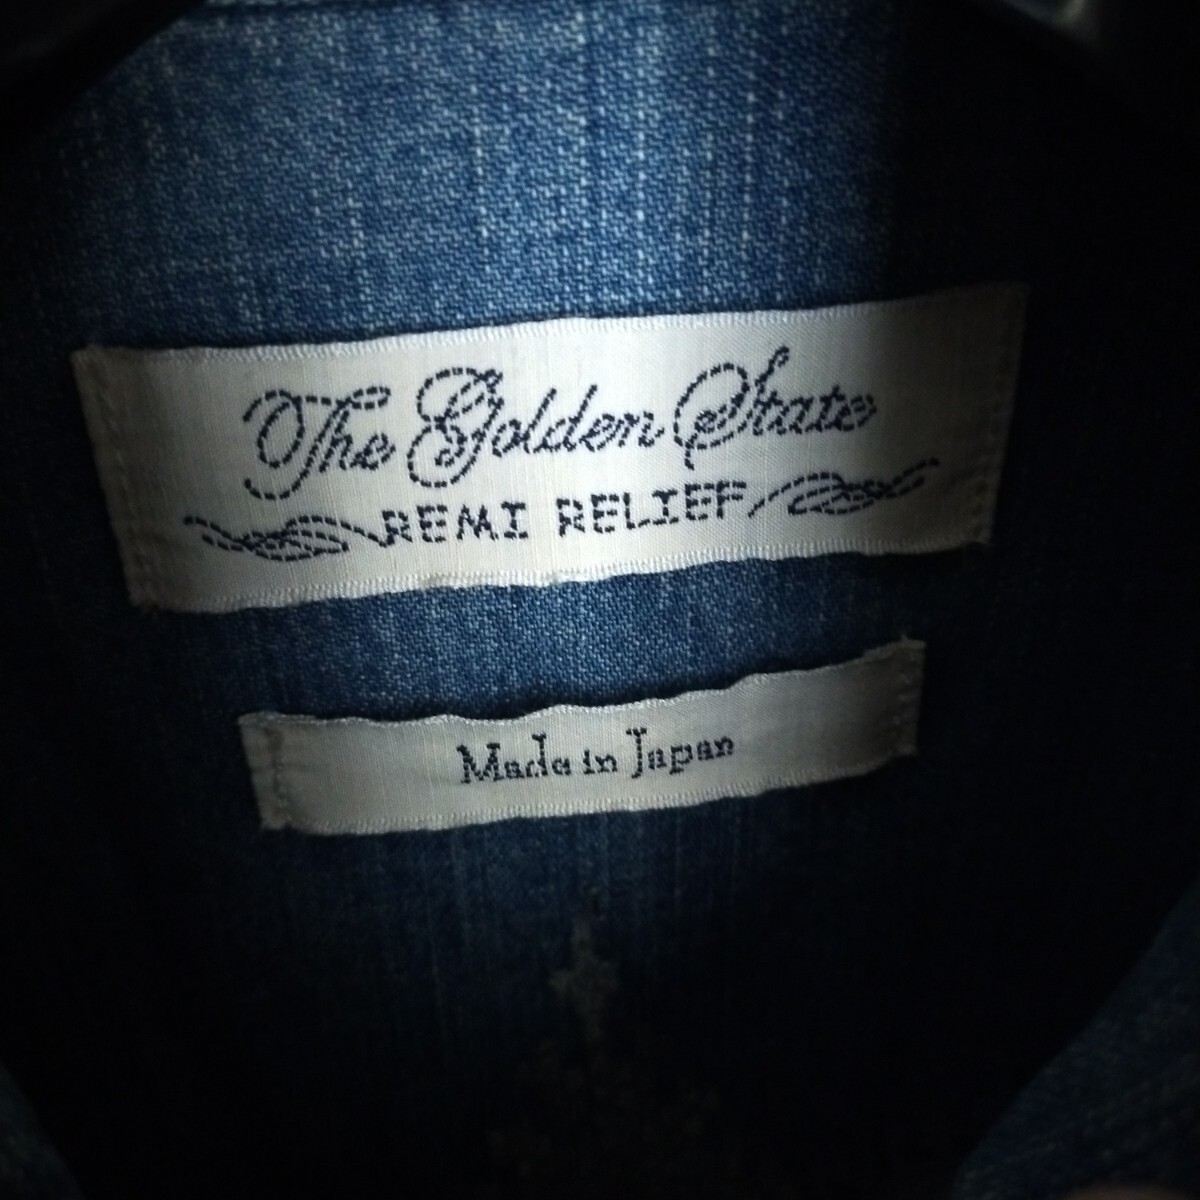 The Golden State
REMI RELIEF
Made in Japan